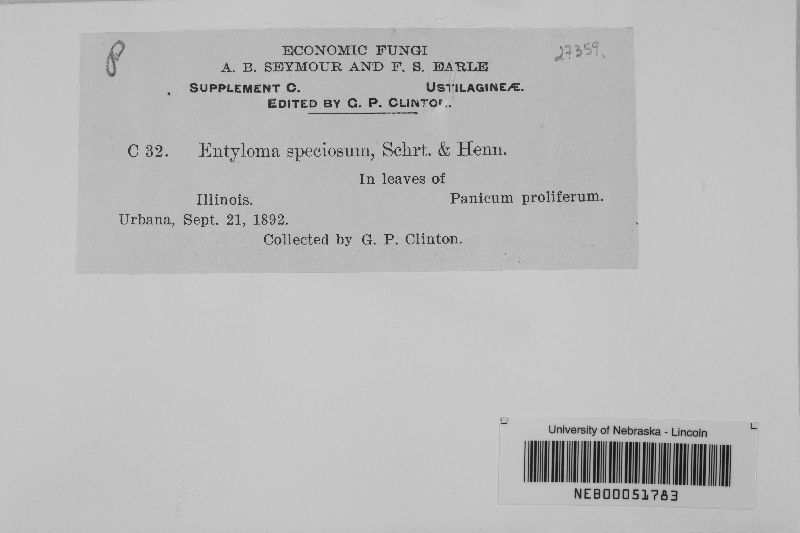 P 27359.
ECONOMIC FUNGI
A. B. SEYMOUR AND F. S. EARLE
SUPPLEMENT C. USTILAGINEÆ.
EDITED BY G. P. CLINTON.
C 32. Entyloma speciosum, Schrt. & Henn.
In leaves of
Illinois. Panicum proliferum.
Urbana, Sept. 21, 1892.
Collected by G. P. Clinton.
University of Nebraska - Lincoln
NEB00051783